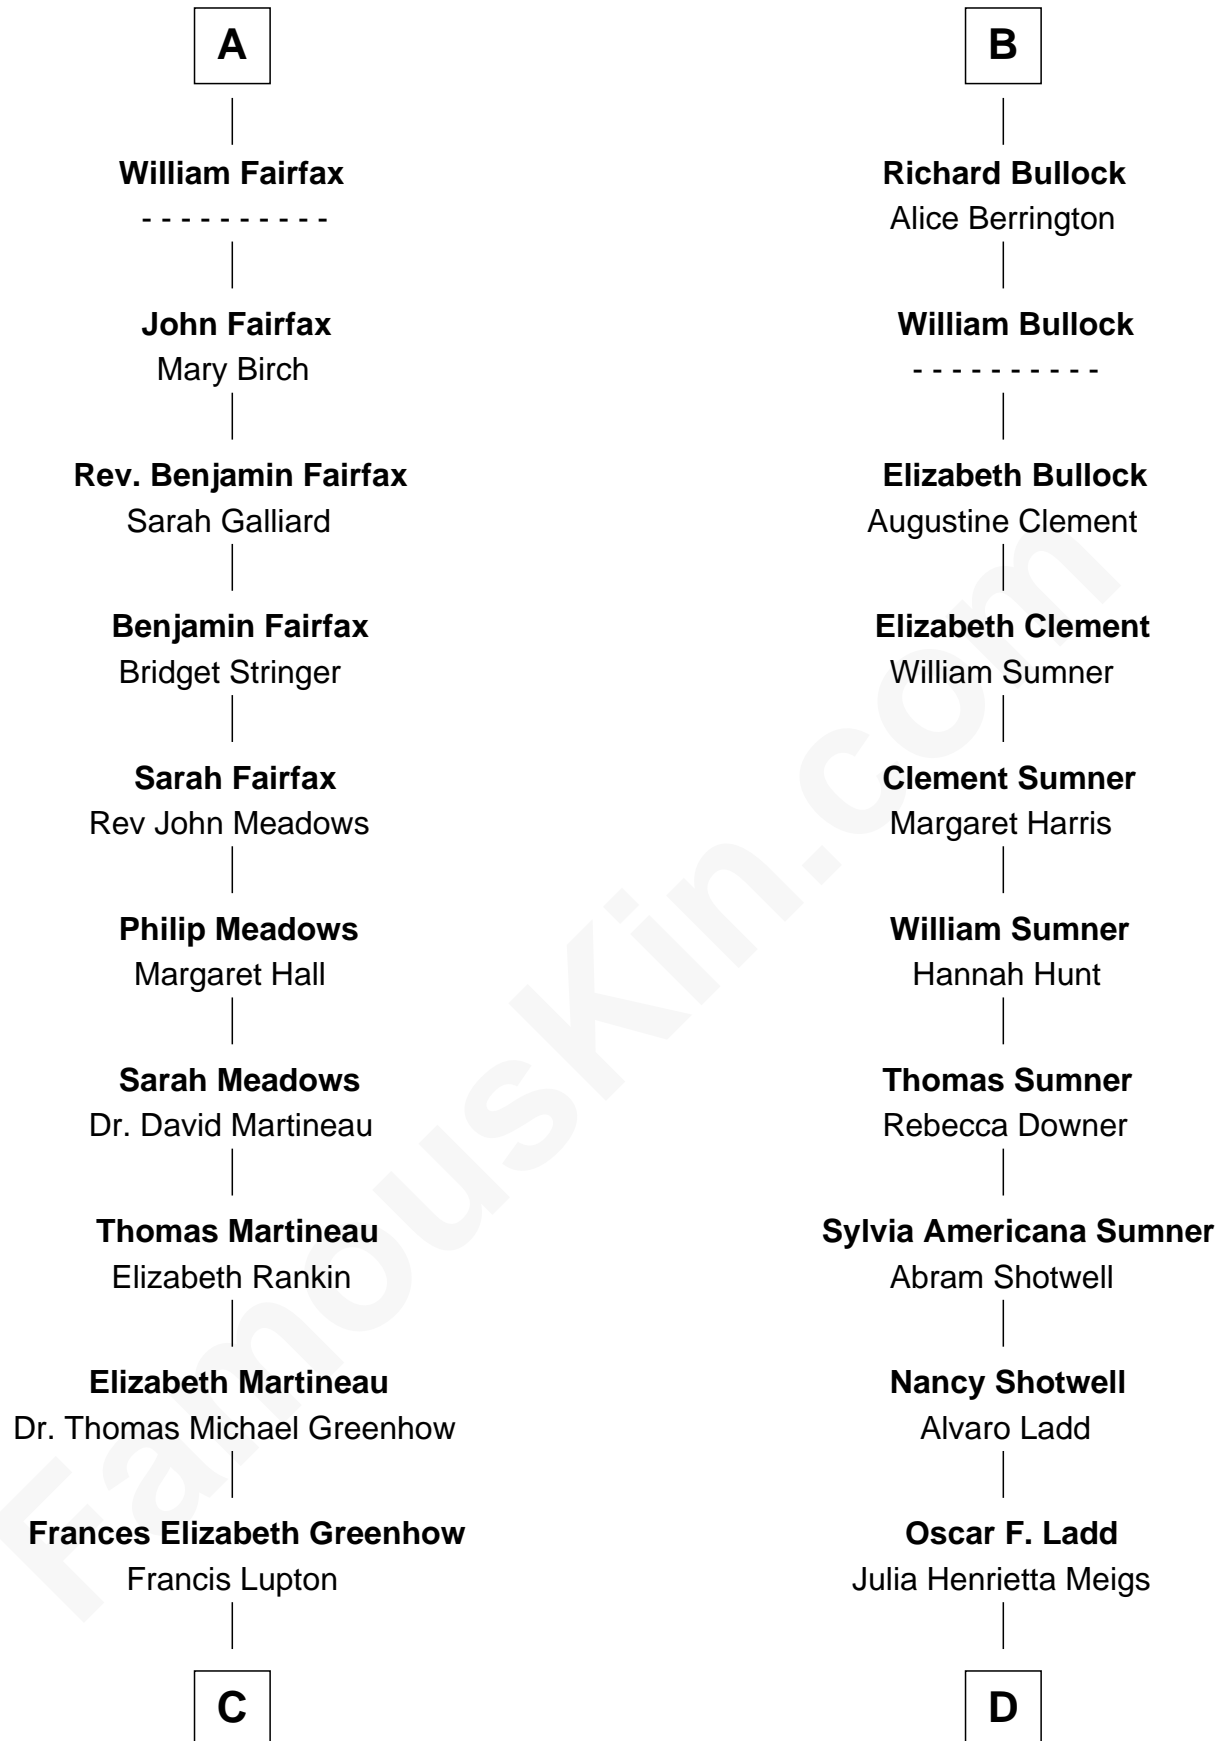 A
William Fairfax
- - - - - - - - - -
John Fairfax
Mary Birch
Rev. Benjamin Fairfax
Sarah Galliard
Benjamin Fairfax
Bridget Stringer
Sarah Fairfax
Rev John Meadows
Philip Meadows
Margaret Hall
Sarah Meadows
Dr. David Martineau
Thomas Martineau
Elizabeth Rankin
Elizabeth Martineau
Dr. Thomas Michael Greenhow
Frances Elizabeth Greenhow
Francis Lupton
C
B
Richard Bullock
Alice Berrington
William Bullock
- - - - - - - - - -
Elizabeth Bullock
Augustine Clement
Elizabeth Clement
William Sumner
Clement Sumner
Margaret Harris
William Sumner
Hannah Hunt
Thomas Sumner
Rebecca Downer
Sylvia Americana Sumner
Abram Shotwell
Nancy Shotwell
Alvaro Ladd
Oscar F. Ladd
Julia Henrietta Meigs
D
FamousKin.com